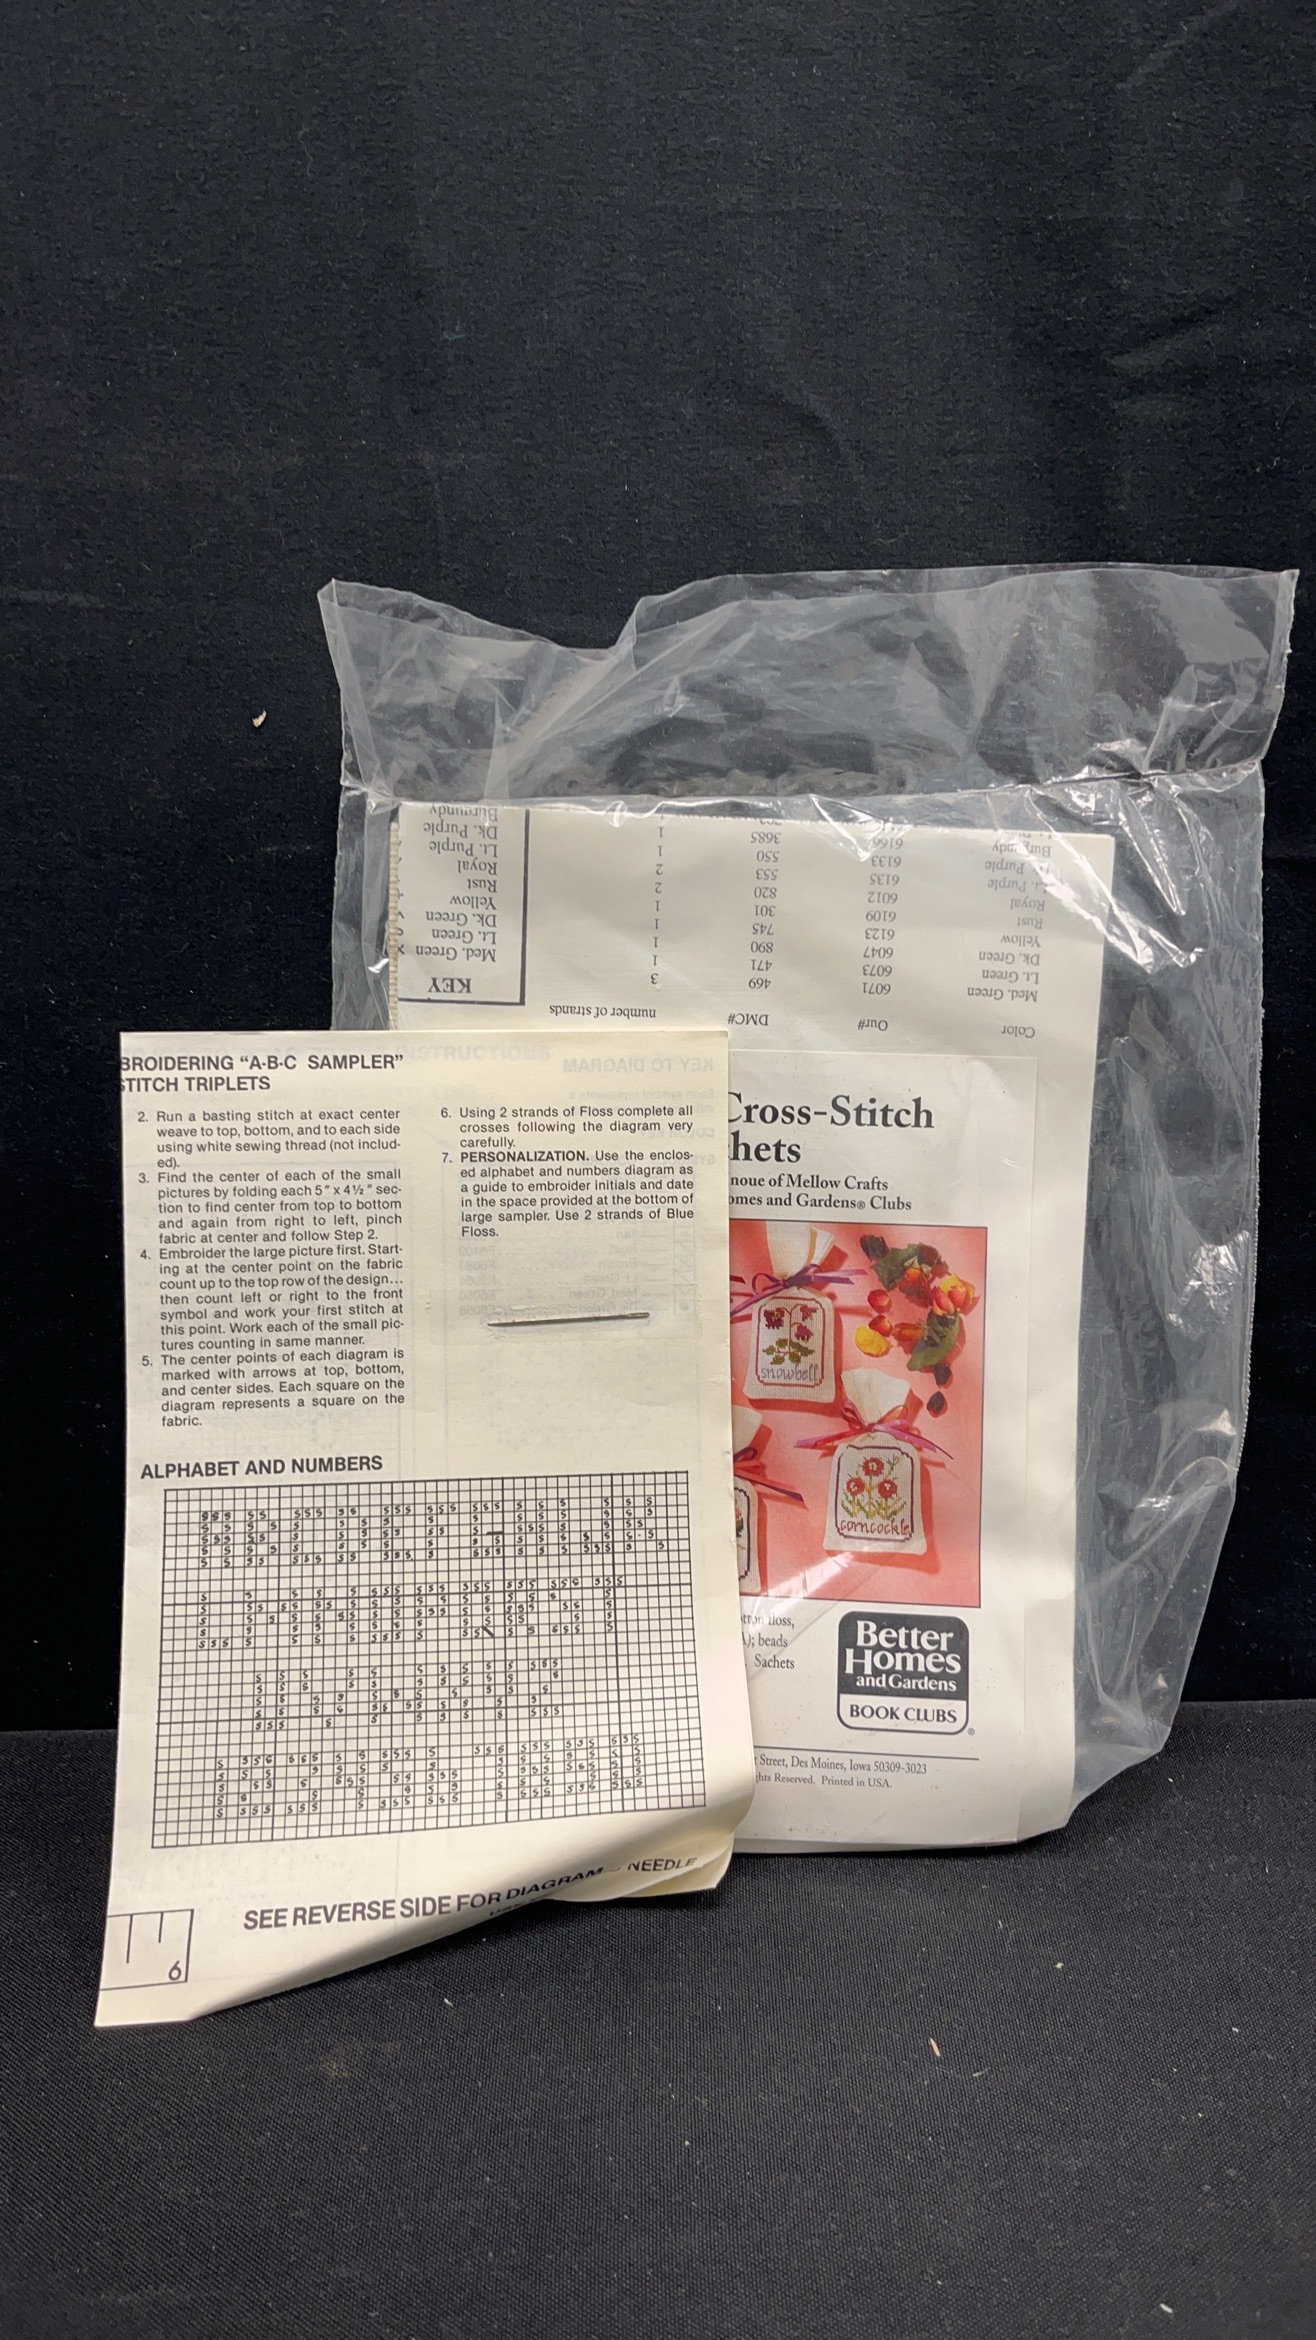 BROIDERING "A-B-C SAMPLER"
STITCH TRIPLETS
2. Run a basting stitch at exact center
weave to top, bottom, and to each side
using white sewing thread (not includ-
ed).
3. Find the center of each of the small
pictures by folding each 5" x 4½" sec-
tion to find center from top to bottom
and again from right to left, pinch
fabric at center and follow Step 2.
4. Embroider the large picture first. Start-
ing at the center point on the fabric
count up to the top row of the design...
then count left or right to the front
symbol and work your first stitch at
this point. Work each of the small pic-
tures counting in same manner.
5. The center points of each diagram is
marked with arrows at top, bottom,
and center sides. Each square on the
diagram represents a square on the
fabric.
6. Using 2 strands of Floss complete all
crosses following the diagram very
carefully.
7. PERSONALIZATION. Use the enclos-
ed alphabet and numbers diagram as
a guide to embroider initials and date
in the space provided at the bottom of
large sampler. Use 2 strands of Blue
Floss.
ALPHABET AND NUMBERS
SEE REVERSE SIDE FOR DIAGRAM - NEEDLE
6
KEY TO DIAGRAM
INSTRUCTIONS
Color Our# DMC# number of strands
Med. Green 6071 469 3
Lt. Green 6073 471 1
Dk. Green 6047 890 1
Yellow 6123 745 1
Rust 6109 301 1
Royal 6012 820 2
Lt. Purple 6135 553 2
Dk. Purple 6133 550 1
Burgundy 6166 3685 1
KEY
Med. Green X
Lt. Green
Dk. Green
Yellow
Rust
Royal
Lt. Purple
Dk. Purple
Burgundy
Cross-Stitch
hets
noue of Mellow Crafts
omes and Gardens® Clubs
snowbell
corncockle
tton floss,
); beads
Sachets
Better
Homes
and Gardens
BOOK CLUBS
®
Street, Des Moines, Iowa 50309-3023
hts Reserved. Printed in USA.